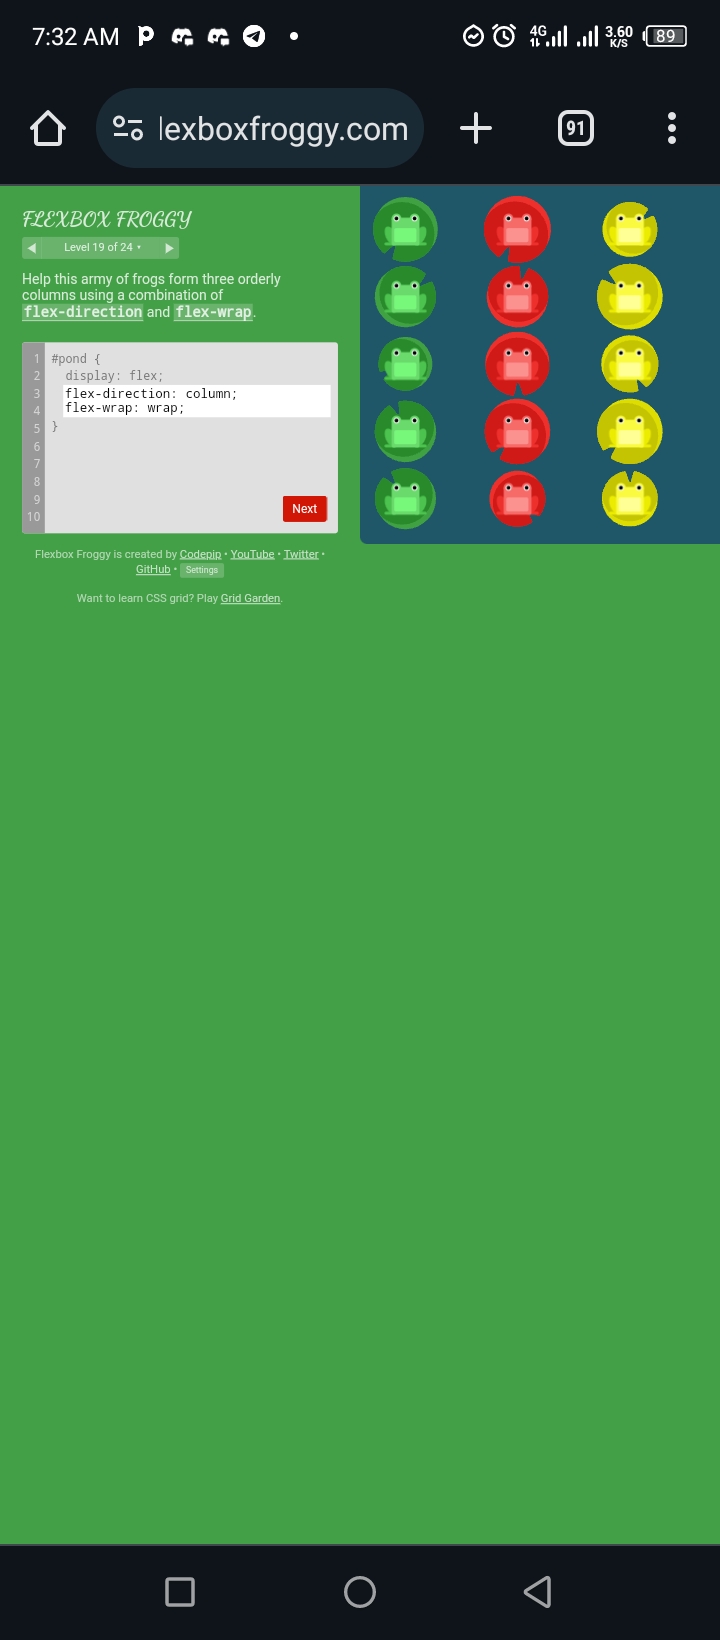 7:32 AM
4G
3.60
K/S
89
lexboxfroggy.com
91
FLEXBOX FROGGY
Level 19 of 24
Help this army of frogs form three orderly
columns using a combination of
flex-direction and flex-wrap.
1 #pond {
2 display: flex;
3 flex-direction: column;
4 flex-wrap: wrap;
5 }
6
7
8
9
10
Next
Flexbox Froggy is created by Codepip • YouTube • Twitter •
GitHub • Settings
Want to learn CSS grid? Play Grid Garden.